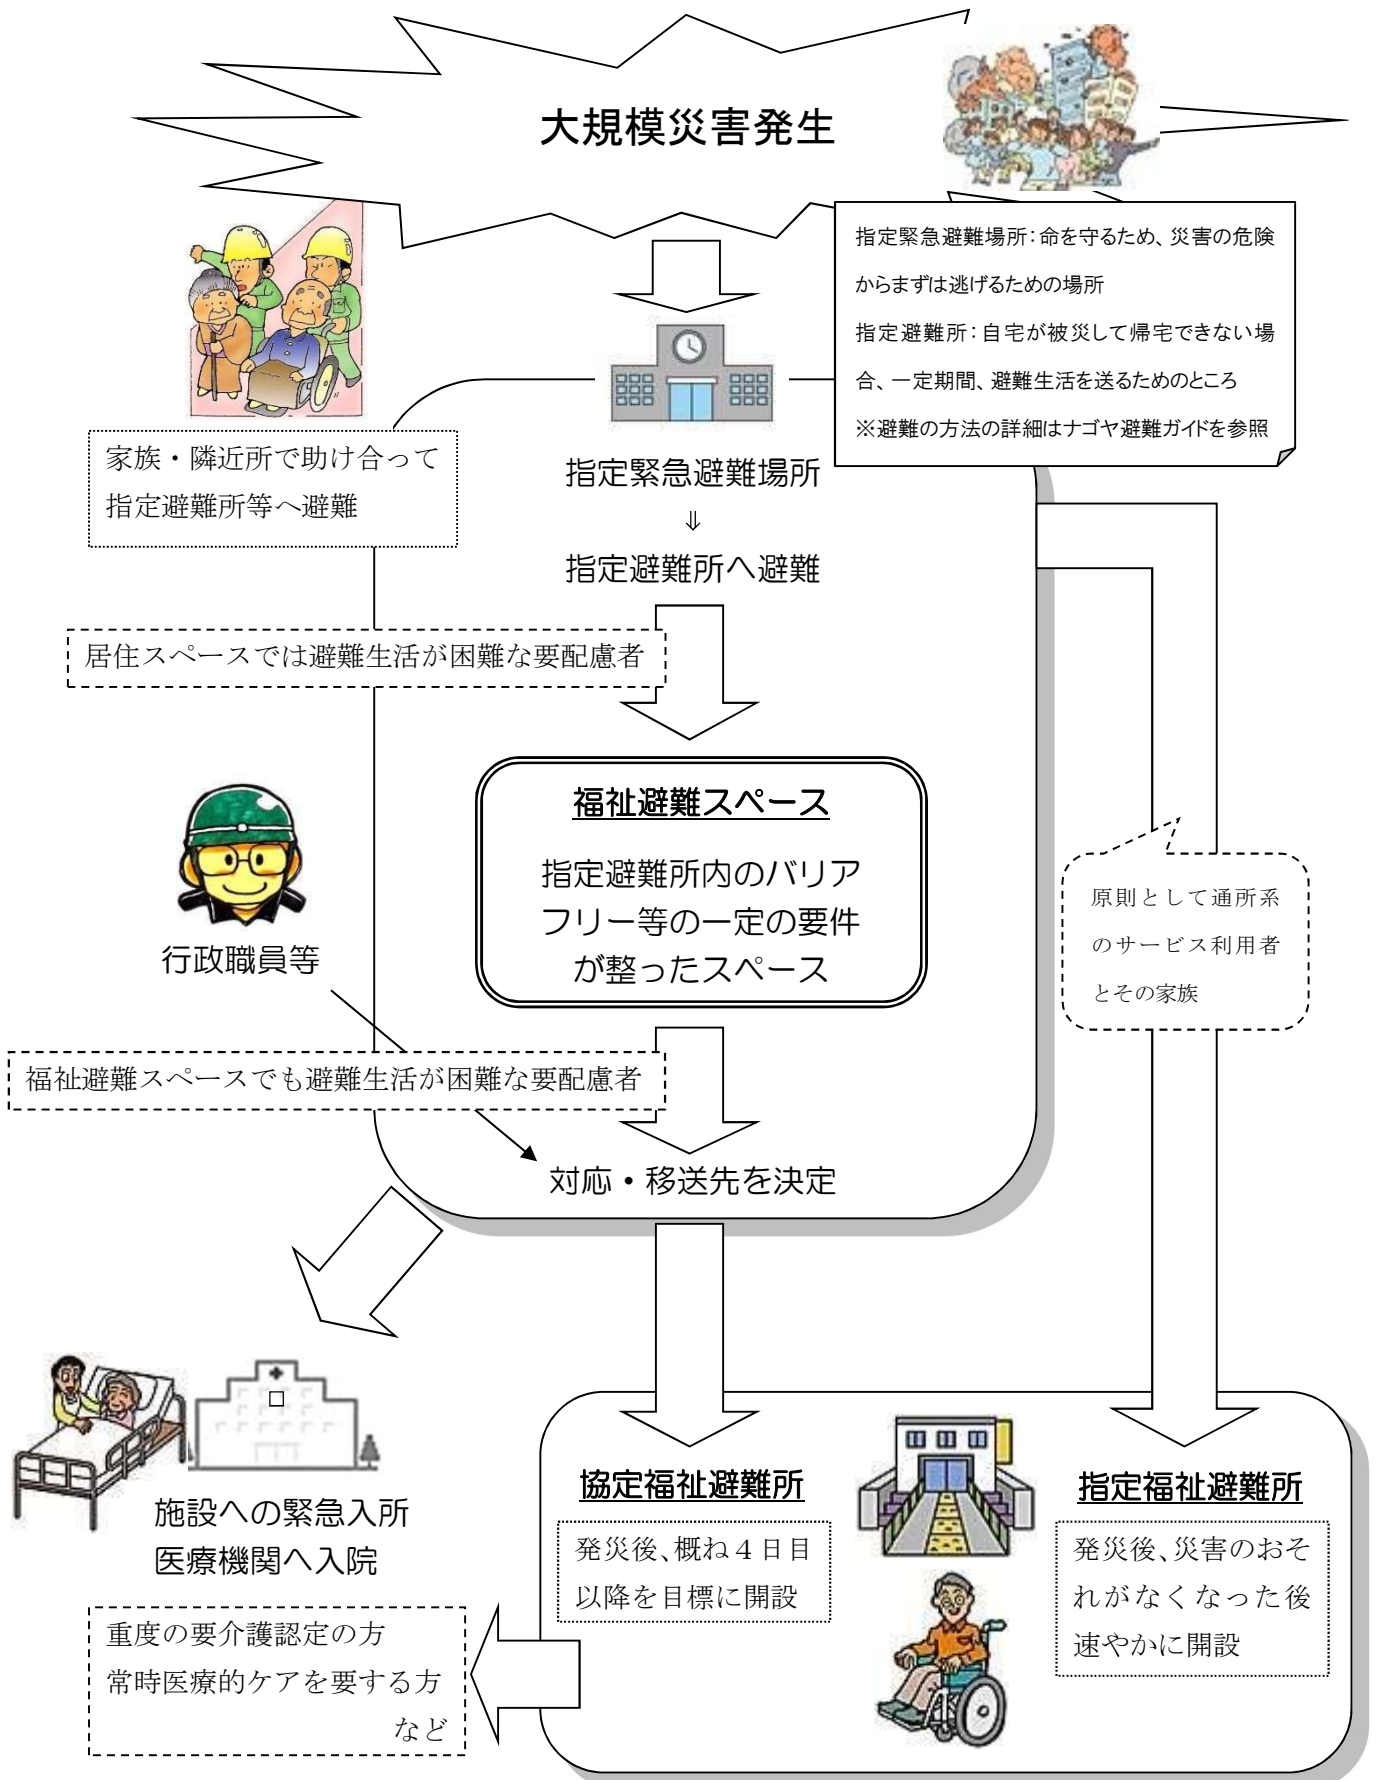 大規模災害発生
指定緊急避難場所：命を守るため、災害の危険
からまずは逃げるための場所
指定避難所：自宅が被災して帰宅できない場
合、一定期間、避難生活を送るためのところ
※避難の方法の詳細はナゴヤ避難ガイドを参照
家族・隣近所で助け合って
指定避難所等へ避難
指定緊急避難場所
⇓
指定避難所へ避難
居住スペースでは避難生活が困難な要配慮者
福祉避難スペース
指定避難所内のバリア
フリー等の一定の要件
が整ったスペース
行政職員等
原則として通所系
のサービス利用者
とその家族
福祉避難スペースでも避難生活が困難な要配慮者
対応・移送先を決定
施設への緊急入所
医療機関へ入院
重度の要介護認定の方
常時医療的ケアを要する方
など
協定福祉避難所
発災後、概ね４日目
以降を目標に開設
指定福祉避難所
発災後、災害のおそ
れがなくなった後
速やかに開設